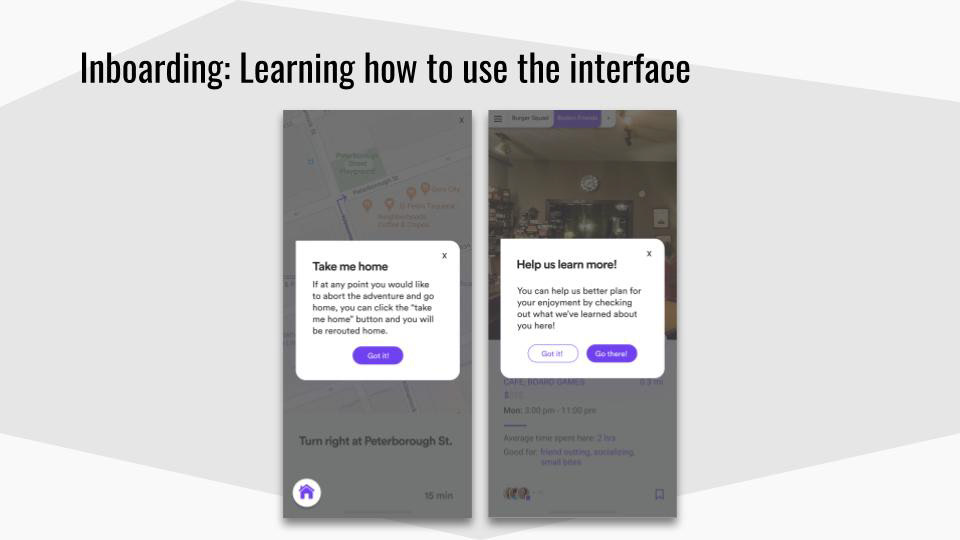 Inboarding: Learning how to use the interface
X
Peterborough
Street
Playground
Peterborough St
Gyro City
El Pelón Taquería
Neighborhoods
Coffee & Crepes
X
Take me home
If at any point you would like
to abort the adventure and go
home, you can click the “take
me home” button and you will
be rerouted home.
Got it!
Turn right at Peterborough St.
15 min
Burger Squad
Boston Friends
+
X
Help us learn more!
You can help us better plan for
your enjoyment by checking
out what we've learned about
you here!
Got it!
Go there!
CAFE, BOARD GAMES
0.3 mi
$$$$
Mon: 3:00 pm - 11:00 pm
Average time spent here: 2 hrs
Good for: friend outting, socializing,
small bites